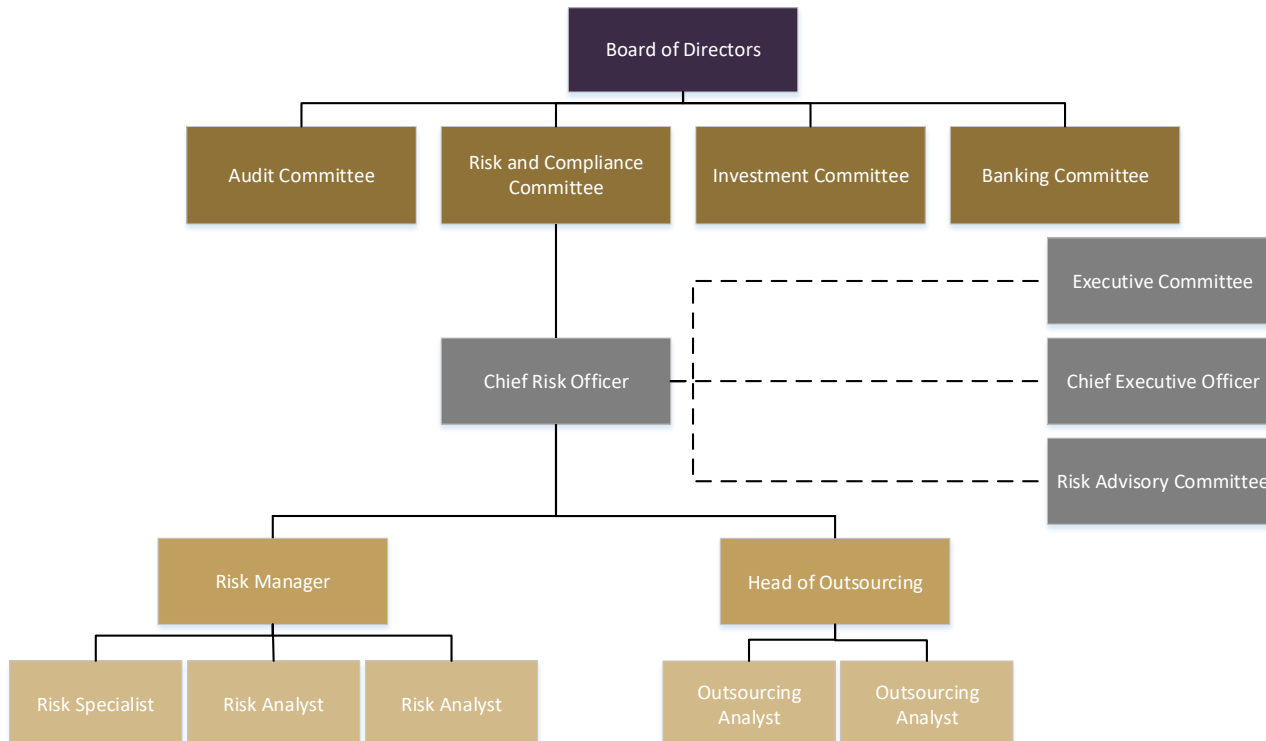 Board of Directors
Audit Committee
Risk and Compliance
Committee
Investment Committee
Banking Committee
Executive Committee
Chief Risk Officer
Chief Executive Officer
Risk Advisory Committee
Risk Manager
Head of Outsourcing
Risk Specialist
Risk Analyst
Risk Analyst
Outsourcing
Analyst
Outsourcing
Analyst